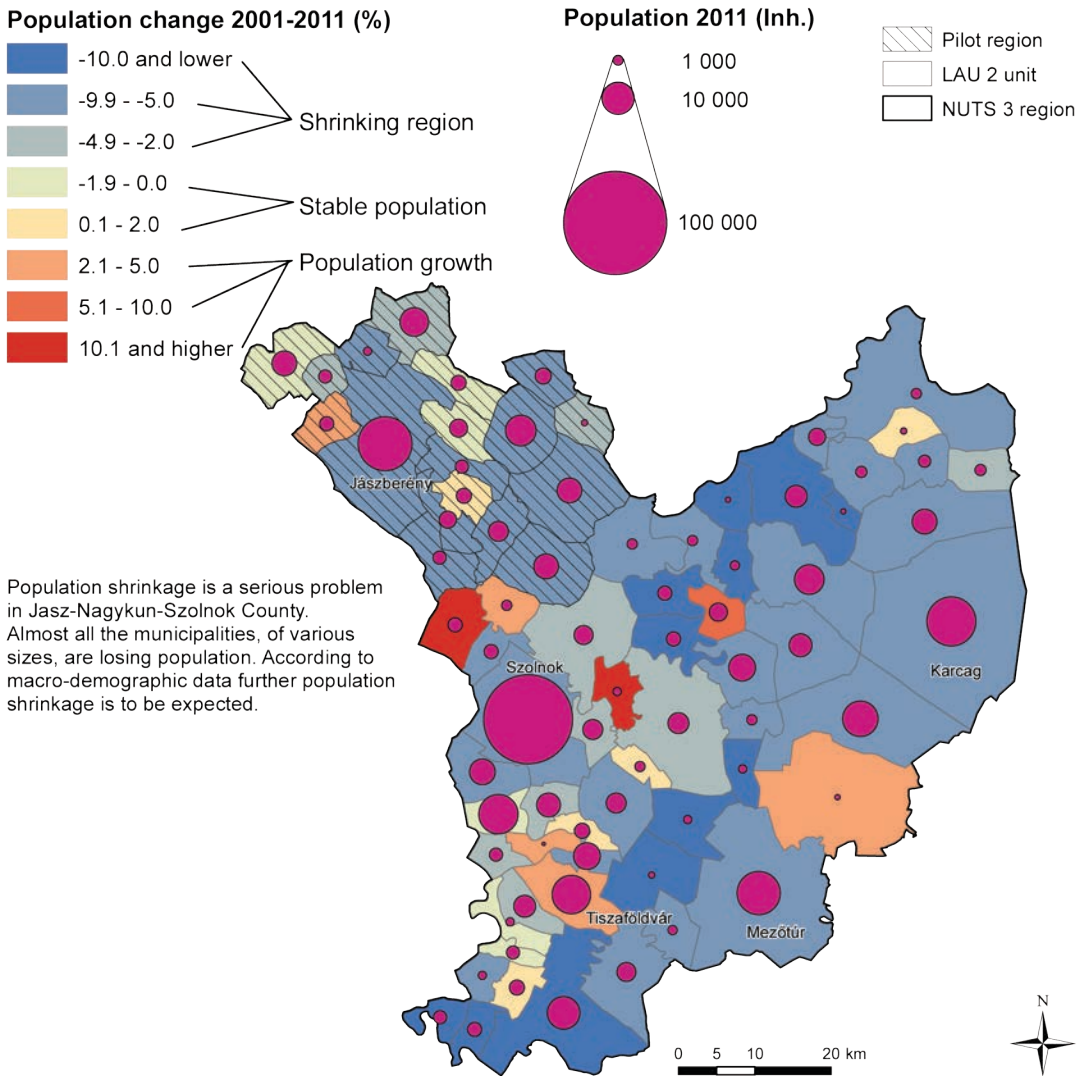 Population change 2001-2011 (%)
-10.0 and lower
-9.9 - -5.0
-4.9 - -2.0
-1.9 - 0.0
0.1 - 2.0
2.1 - 5.0
5.1 - 10.0
10.1 and higher
Shrinking region
Stable population
Population growth
Population 2011 (Inh.)
1 000
10 000
100 000
Pilot region
LAU 2 unit
NUTS 3 region
Jászberény
Population shrinkage is a serious problem
in Jasz-Nagykun-Szolnok County.
Almost all the municipalities, of various
sizes, are losing population. According to
macro-demographic data further population
shrinkage is to be expected.
Szolnok
Karcag
Tiszaföldvár
Mezőtúr
N
0 5 10 20 km